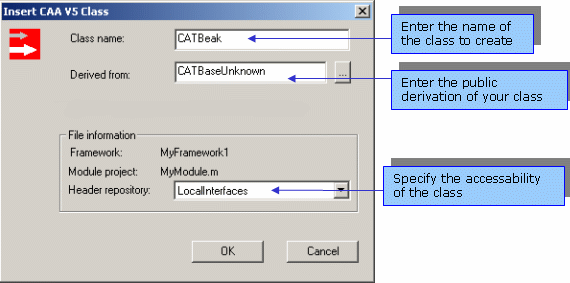 Insert CAA V5 Class
Class name:
CATBeak
Enter the name of
the class to create
Derived from:
CATBaseUnknown
...
Enter the public
derivation of your class
File information
Framework:
MyFramework1
Module project:
MyModule.m
Header repository:
LocalInterfaces
Specify the accessability
of the class
OK
Cancel